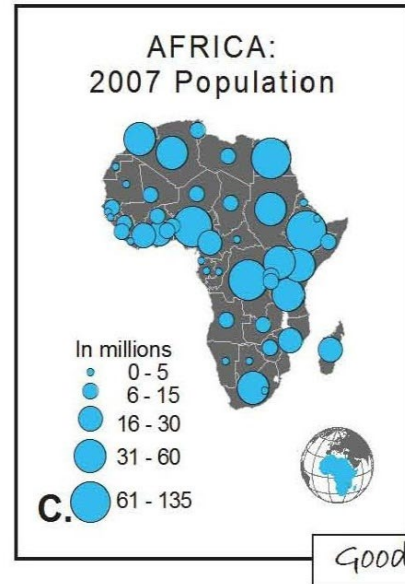 AFRICA:
2007 Population
In millions
0 - 5
6 - 15
16 - 30
31 - 60
61 - 135
C.
Good